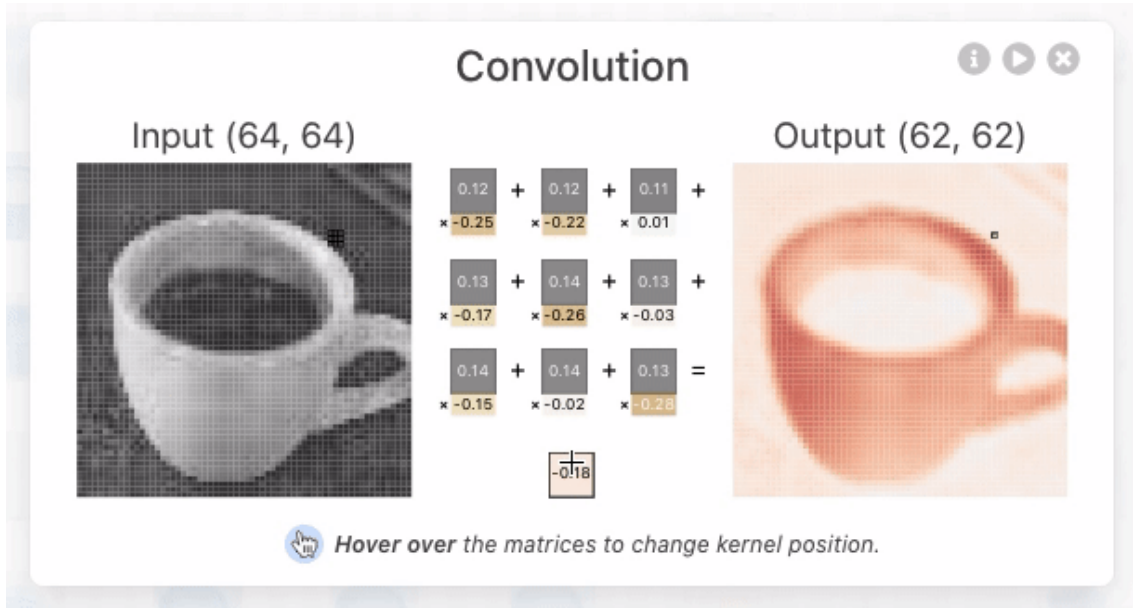 Convolution
Input (64, 64)
Output (62, 62)
0.12 + 0.12 + 0.11 +
× -0.25 × -0.22 × 0.01
0.13 + 0.14 + 0.13 +
× -0.17 × -0.26 × -0.03
0.14 + 0.14 + 0.13 =
× -0.15 × -0.02 × -0.28
-0.18
Hover over the matrices to change kernel position.